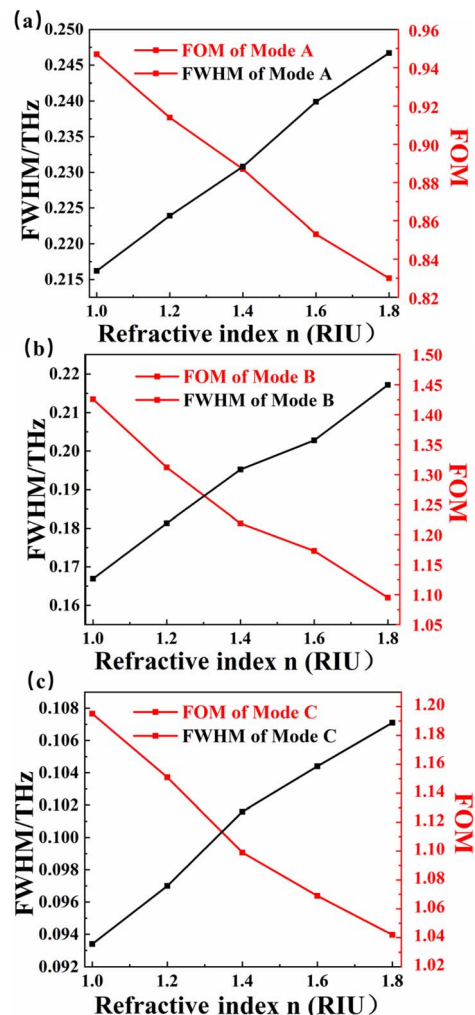 (a)
0.250
0.245
0.240
0.235
0.230
0.225
0.220
0.215
FWHM/THz
FOM of Mode A
FWHM of Mode A
0.96
0.94
0.92
0.90
0.88
0.86
0.84
0.82
FOM
1.0 1.2 1.4 1.6 1.8
Refractive index n (RIU）
(b)
0.22
0.21
0.20
0.19
0.18
0.17
0.16
FWHM/THz
FOM of Mode B
FWHM of Mode B
1.50
1.45
1.40
1.35
1.30
1.25
1.20
1.15
1.10
1.05
FOM
1.0 1.2 1.4 1.6 1.8
Refractive index n (RIU）
(c)
0.108
0.106
0.104
0.102
0.100
0.098
0.096
0.094
0.092
FWHM/THz
FOM of Mode C
FWHM of Mode C
1.20
1.18
1.16
1.14
1.12
1.10
1.08
1.06
1.04
1.02
FOM
1.0 1.2 1.4 1.6 1.8
Refractive index n (RIU）